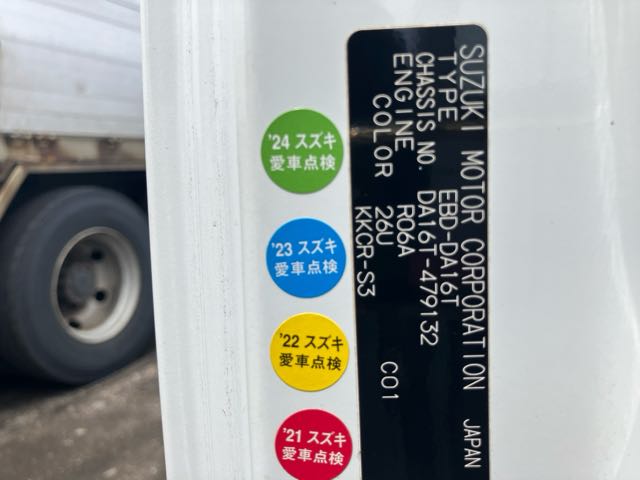 '24 スズキ
愛車点検
'23 スズキ
愛車点検
'22 スズキ
愛車点検
'21 スズキ
愛車点検
SUZUKI MOTOR CORPORATION JAPAN
TYPE EBD-DA16T
CHASSIS NO. DA16T-479132
ENGINE R06A
COLOR 26U C01
KKCR-S3